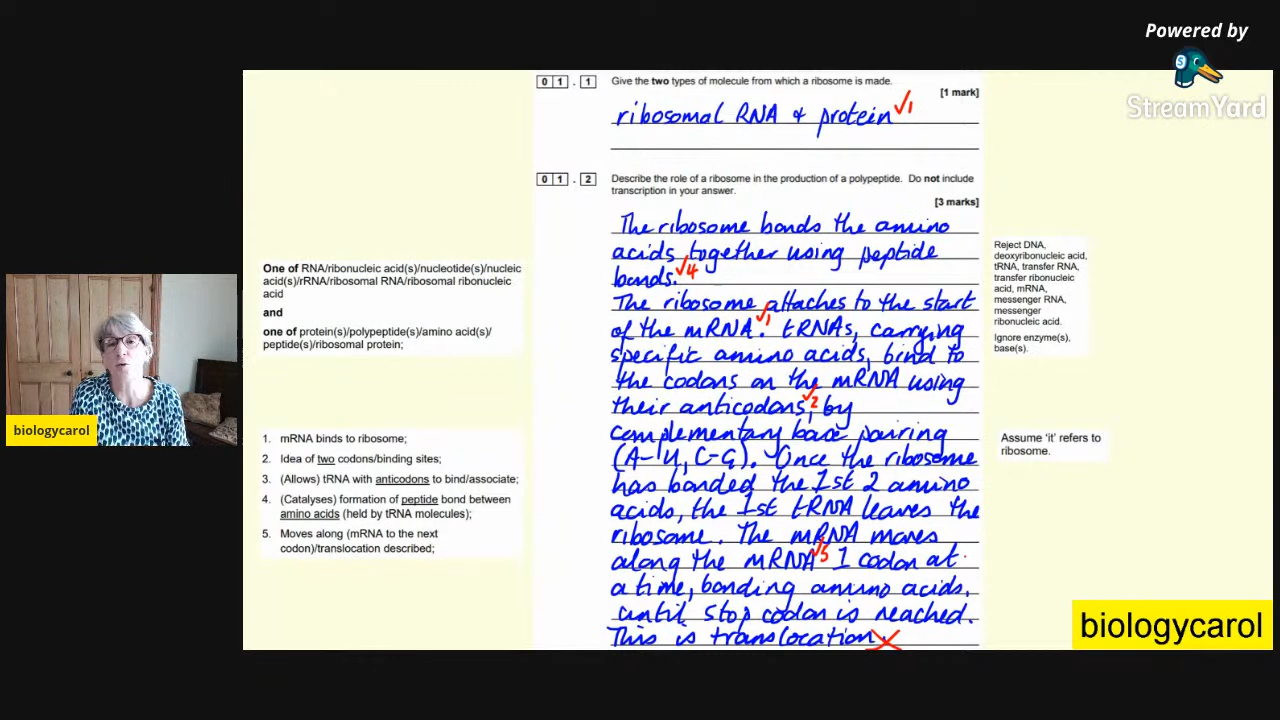 Powered by
S
StreamYard
0 1 . 1 Give the two types of molecule from which a ribosome is made.
[1 mark]
ribosomal RNA + protein ✓1
0 1 . 2 Describe the role of a ribosome in the production of a polypeptide. Do not include
transcription in your answer.
[3 marks]
The ribosome bonds the amino
acids together using peptide
bonds. ✓4
The ribosome attaches to the start
of the mRNA. ✓1 tRNAs, carrying
specific amino acids, bind to
the codons on the mRNA using
their anticodons, ✓2 by
complementary base pairing
(A-U, C-G). Once the ribosome
has bonded the 1st 2 amino
acids, the 1st tRNA leaves the
ribosome. The mRNA moves
along the mRNA ✓5 1 codon at
a time, bonding amino acids,
until stop codon is reached.
This is translocation.
One of RNA/ribonucleic acid(s)/nucleotide(s)/nucleic
acid(s)/rRNA/ribosomal RNA/ribosomal ribonucleic
acid
and
one of protein(s)/polypeptide(s)/amino acid(s)/
peptide(s)/ribosomal protein;
1. mRNA binds to ribosome;
2. Idea of two codons/binding sites;
3. (Allows) tRNA with anticodons to bind/associate;
4. (Catalyses) formation of peptide bond between
amino acids (held by tRNA molecules);
5. Moves along (mRNA to the next
codon)/translocation described;
Reject DNA,
deoxyribonucleic acid,
tRNA, transfer RNA,
transfer ribonucleic
acid, mRNA,
messenger RNA,
messenger
ribonucleic acid.
Ignore enzyme(s),
base(s).
Assume 'it' refers to
ribosome.
biologycarol
biologycarol